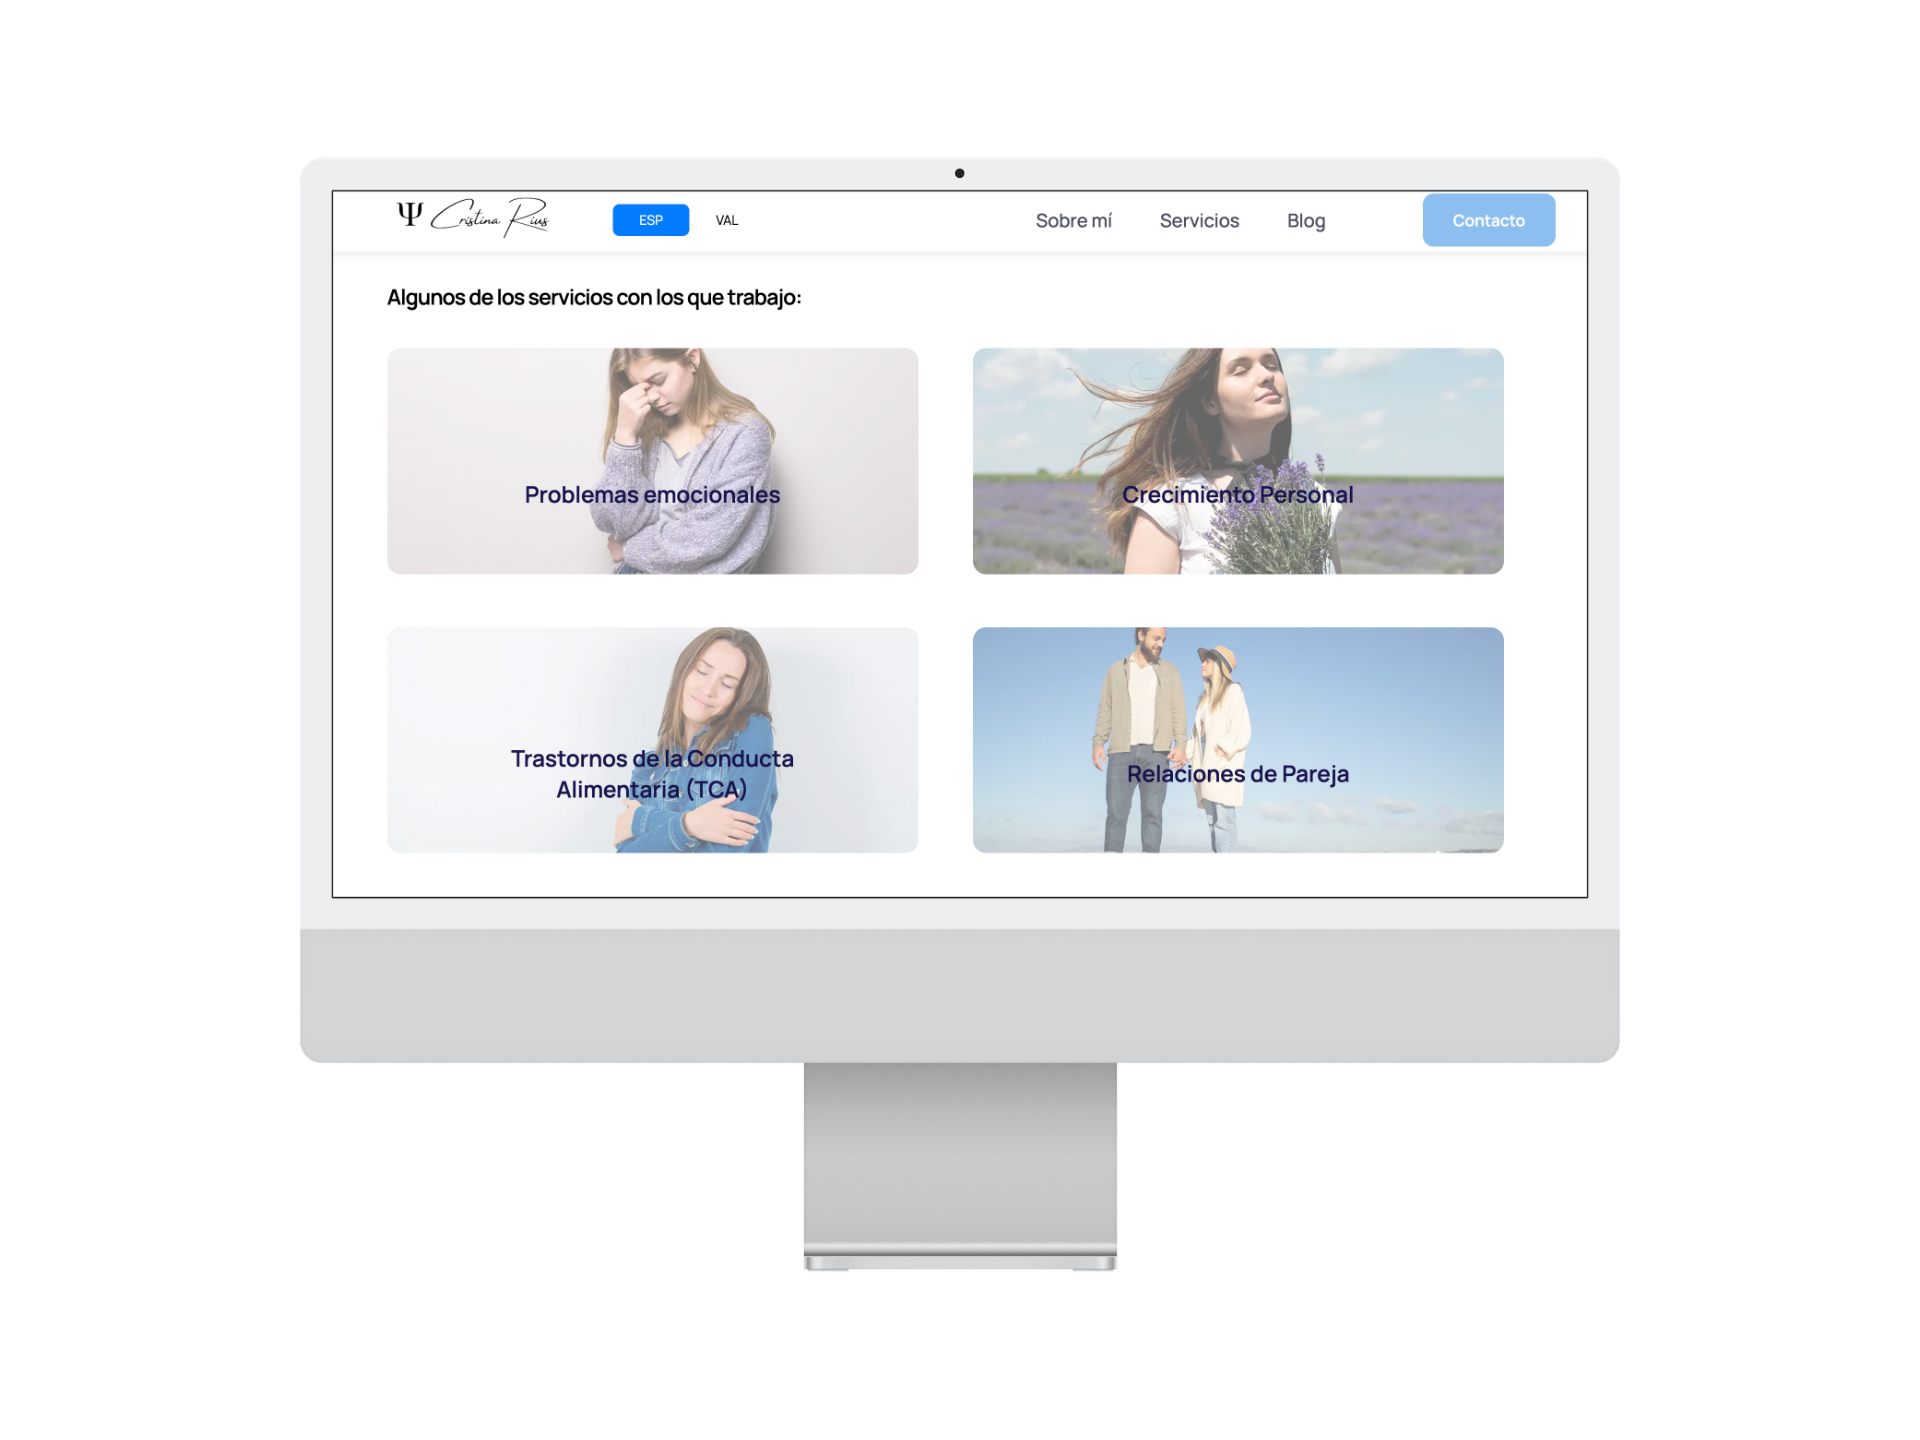 Ψ Cristina Rius
ESP
VAL
Sobre mí
Servicios
Blog
Contacto
Algunos de los servicios con los que trabajo:
Problemas emocionales
Crecimiento Personal
Trastornos de la Conducta
Alimentaria (TCA)
Relaciones de Pareja